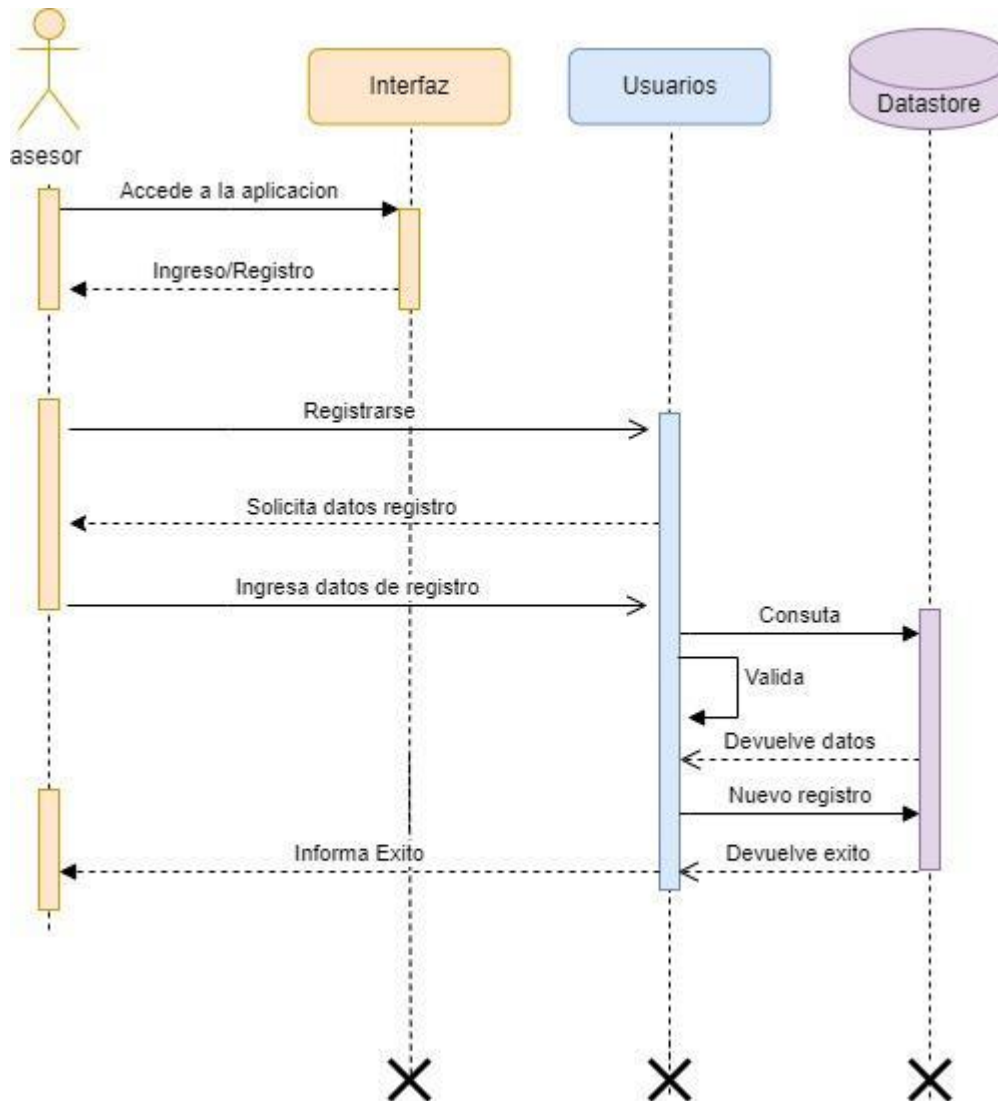 Interfaz
Usuarios
Datastore
asesor
Accede a la aplicacion
Ingreso/Registro
Registrarse
Solicita datos registro
Ingresa datos de registro
Consuta
Valida
Devuelve datos
Nuevo registro
Informa Exito
Devuelve exito